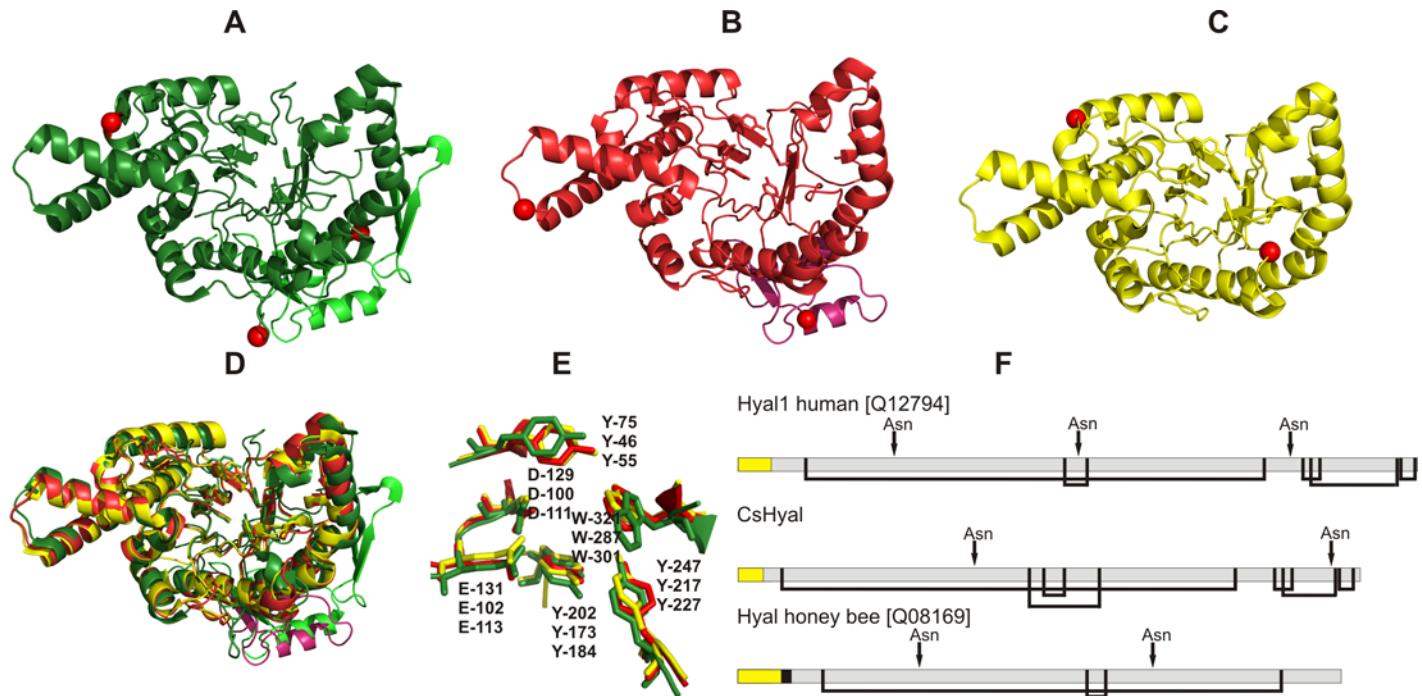 A
B
C
D
E
F
Y-75
Y-46
Y-55
D-129
D-100
D-111
W-321
W-287
W-301
E-131
E-102
E-113
Y-202
Y-173
Y-184
Y-247
Y-217
Y-227
Hyal1 human [Q12794]
Asn
Asn
Asn
CsHyal
Asn
Asn
Hyal honey bee [Q08169]
Asn
Asn